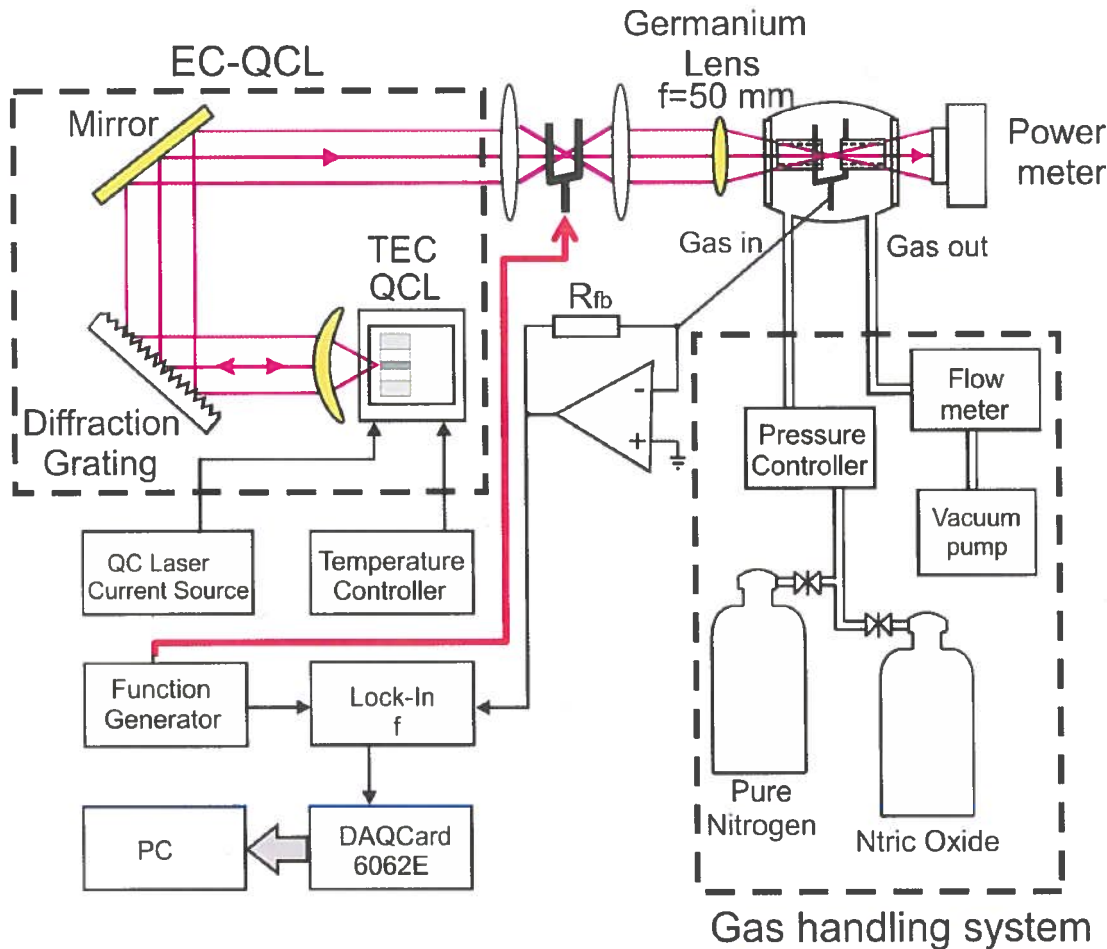 EC-QCL
Germanium
Lens
f=50 mm
Mirror
Power
meter
TEC
QCL
Gas in
Gas out
Rfb
-
+
Diffraction
Grating
Flow
meter
Pressure
Controller
Vacuum
pump
QC Laser
Current Source
Temperature
Controller
Function
Generator
Lock-In
f
Pure
Nitrogen
Ntric Oxide
PC
DAQCard
6062E
Gas handling system